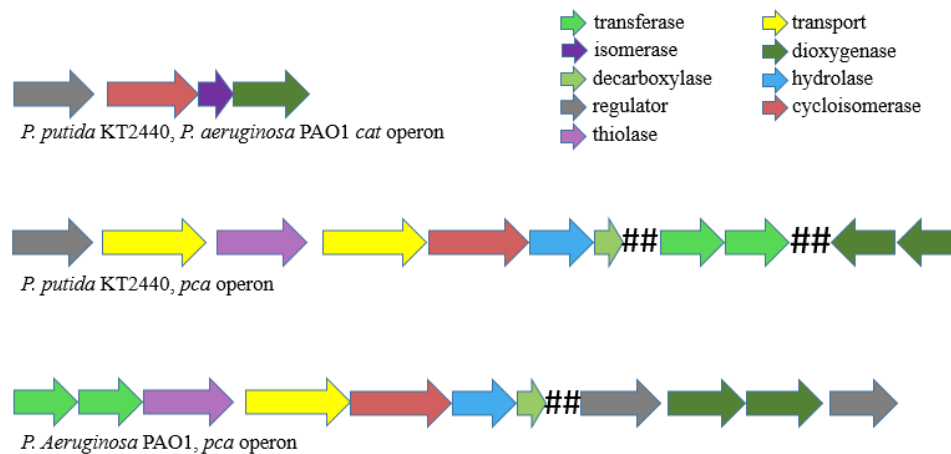 transferase
transport
isomerase
dioxygenase
decarboxylase
hydrolase
regulator
cycloisomerase
thiolase
P. putida KT2440, P. aeruginosa PAO1 cat operon
## ##
P. putida KT2440, pca operon
##
P. Aeruginosa PAO1, pca operon